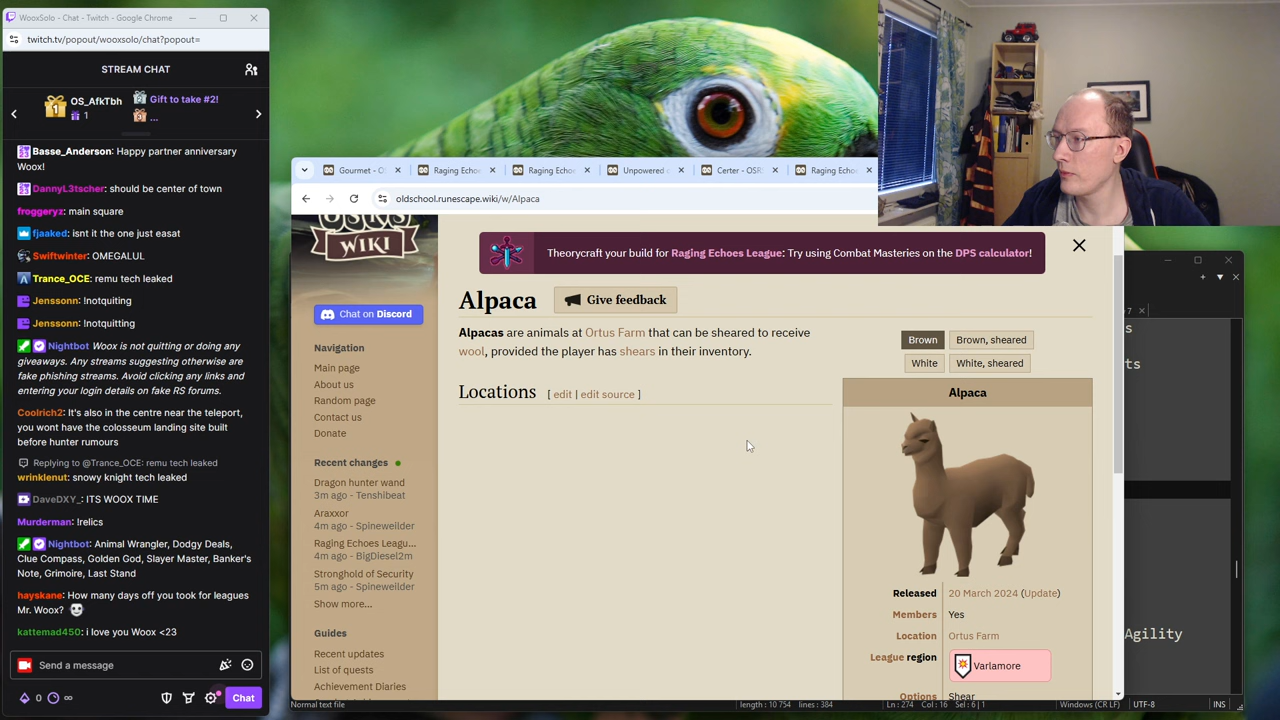 WooxSolo - Chat - Twitch - Google Chrome
twitch.tv/popout/wooxsolo/chat?popout=
STREAM CHAT
OS_AfkTbh
1
Gift to take #2!
...
Basse_Anderson: Happy partner anniversary
Woox!
DannyL3tscher: should be center of town
froggeryz: main square
fjaaked: isnt it the one just easat
Swiftwinter: OMEGALUL
Trance_OCE: remu tech leaked
Jenssonn: !notquiting
Jenssonn: !notquitting
Nightbot: Woox is not quitting or doing any
giveaways. Any streams suggesting otherwise are
fake phishing streams. Avoid clicking any links and
entering your login details on fake RS forums.
Coolrich2: It's also in the centre near the teleport,
you wont have the colosseum landing site built
before hunter rumours
Replying to @Trance_OCE: remu tech leaked
wrinklenut: snowy knight tech leaked
DaveDXY_: ITS WOOX TIME
Murderman: !relics
Nightbot: Animal Wrangler, Dodgy Deals,
Clue Compass, Golden God, Slayer Master, Banker's
Note, Grimoire, Last Stand
hayskane: How many days off you took for leagues
Mr. Woox?
kattemad450: i love you Woox <23
Send a message
0
∞
Chat
Gourmet - O
Raging Echo
Raging Echo
Unpowered
Certer - OSR
Raging Echo
oldschool.runescape.wiki/w/Alpaca
OSRS
WIKI
Theorycraft your build for Raging Echoes League: Try using Combat Masteries on the DPS calculator!
Chat on Discord
Navigation
Main page
About us
Random page
Contact us
Donate
Recent changes
Dragon hunter wand
3m ago - Tenshibeat
Araxxor
4m ago - Spineweilder
Raging Echoes Leagu...
4m ago - BigDiesel2m
Stronghold of Security
5m ago - Spineweilder
Show more...
Guides
Recent updates
List of quests
Achievement Diaries
Alpaca
Give feedback
Alpacas are animals at Ortus Farm that can be sheared to receive
wool, provided the player has shears in their inventory.
Locations [ edit | edit source ]
Brown
Brown, sheared
White
White, sheared
Alpaca
Released 20 March 2024 (Update)
Members Yes
Location Ortus Farm
League region Varlamore
Options Shear
7
s
ts
Agility
Normal text file
length : 10 754 lines : 384
Ln : 274 Col : 16 Sel : 6 | 1
Windows (CR LF)
UTF-8
INS